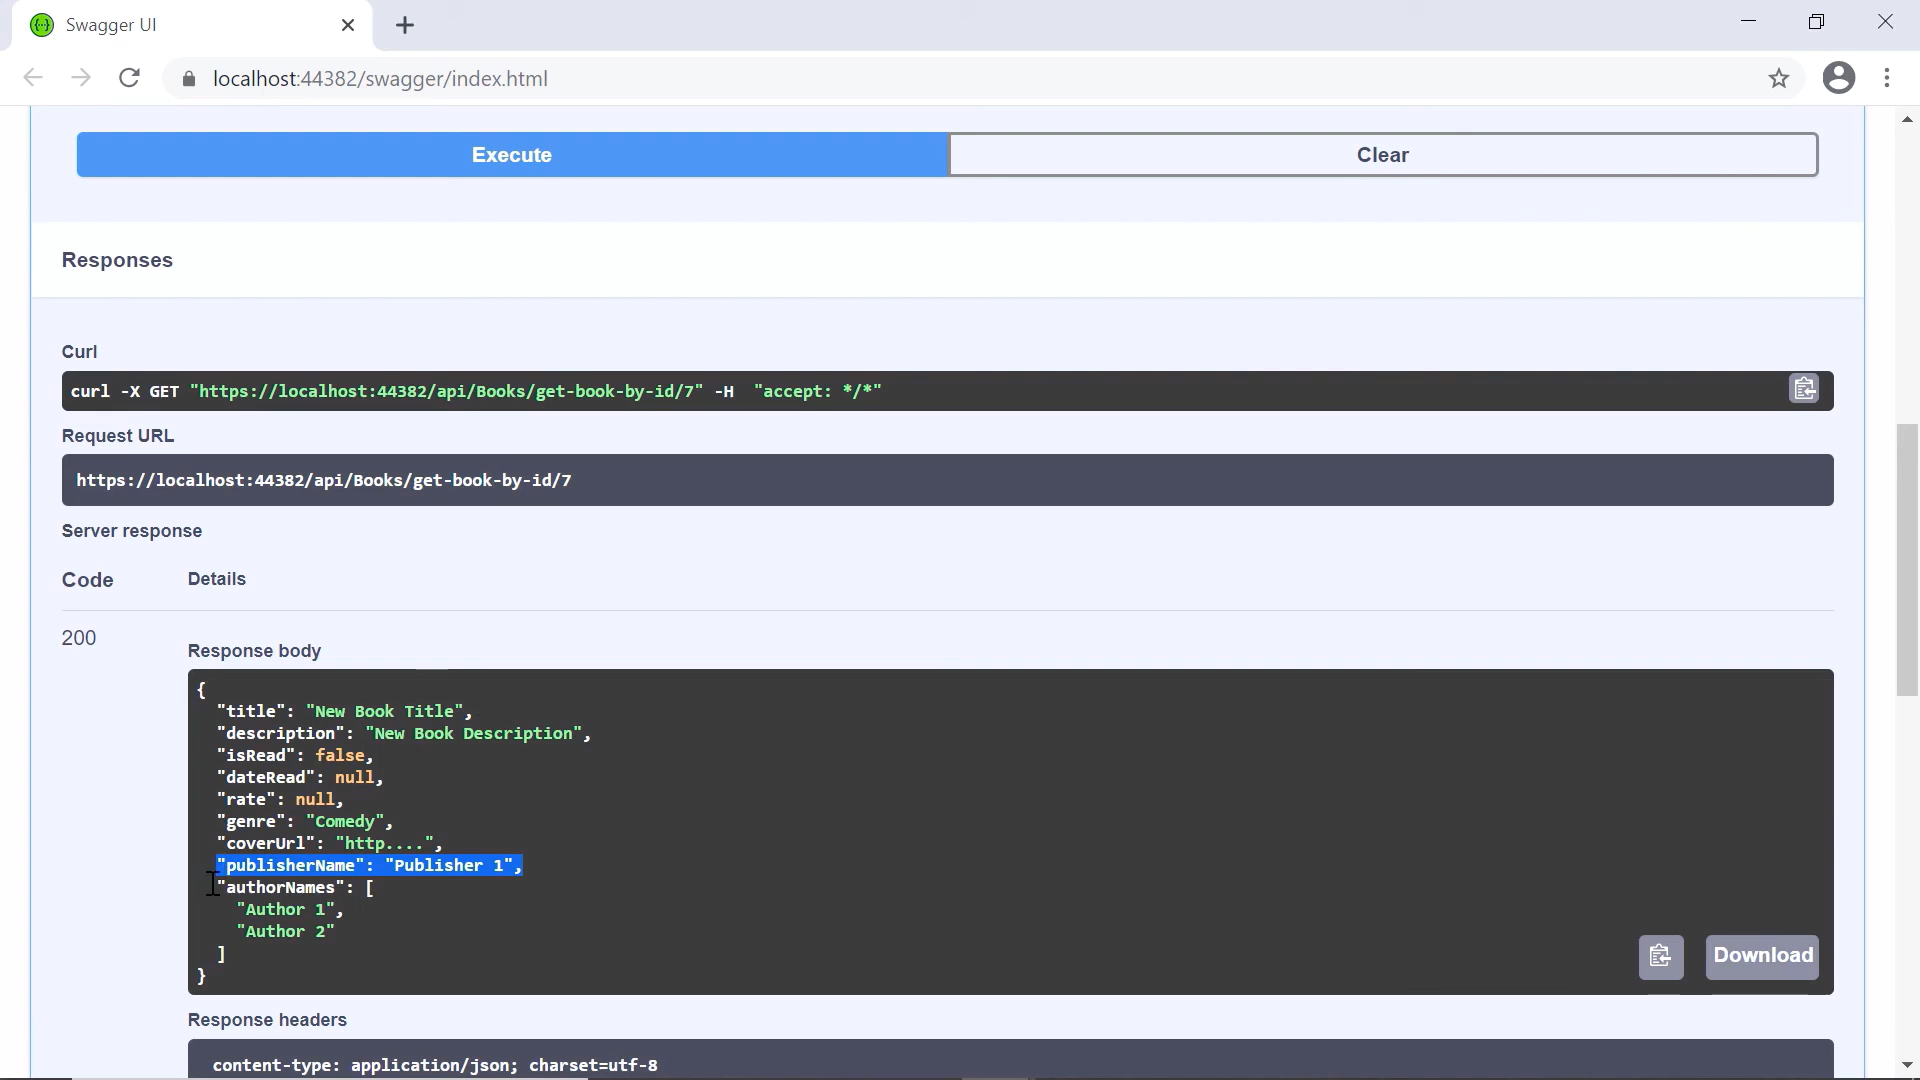 Swagger UI
localhost:44382/swagger/index.html
Execute
Clear
Responses
Curl
curl -X GET "https://localhost:44382/api/Books/get-book-by-id/7" -H  "accept: */*"
Request URL
https://localhost:44382/api/Books/get-book-by-id/7
Server response
Code Details
200
Response body
{
  "title": "New Book Title",
  "description": "New Book Description",
  "isRead": false,
  "dateRead": null,
  "rate": null,
  "genre": "Comedy",
  "coverUrl": "http....",
  "publisherName": "Publisher 1",
  "authorNames": [
    "Author 1",
    "Author 2"
  ]
}
Download
Response headers
content-type: application/json; charset=utf-8